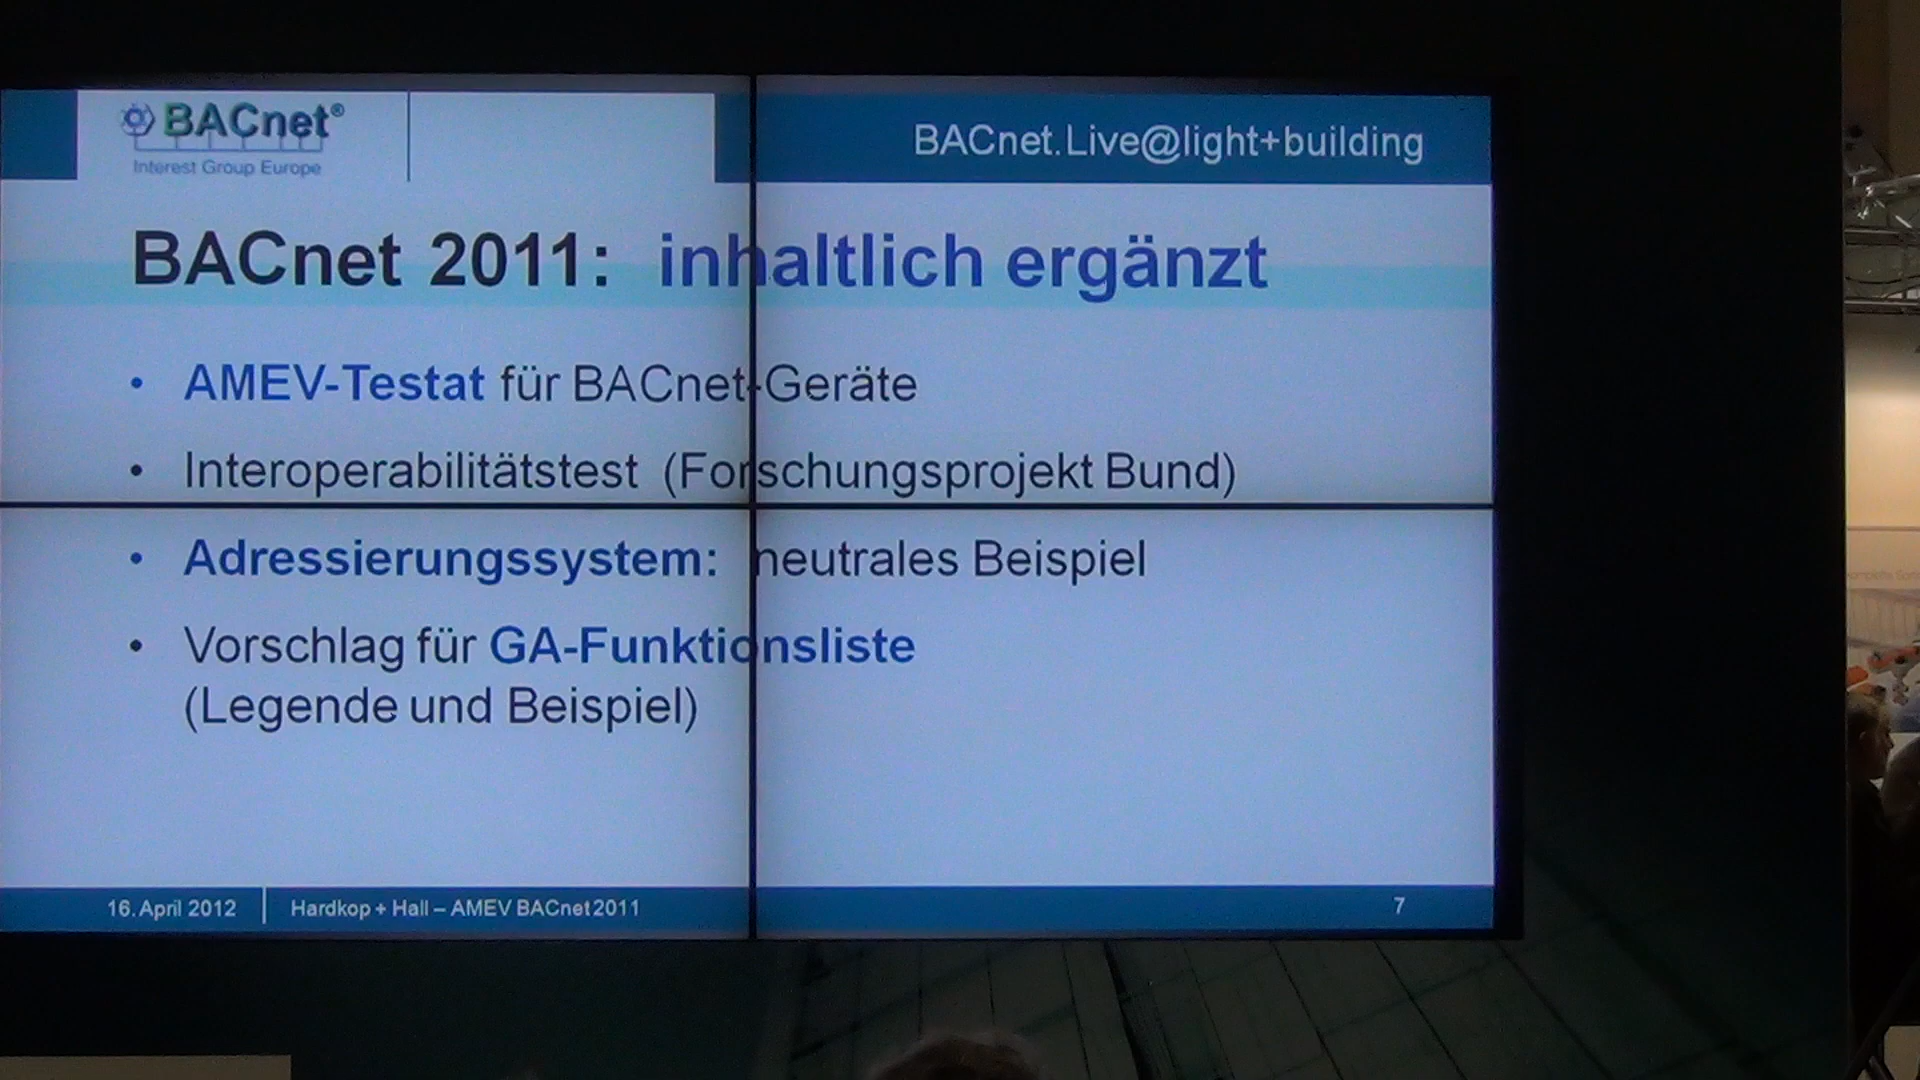 BACnet®
Interest Group Europe
BACnet.Live@light+building
BACnet 2011: inhaltlich ergänzt
• AMEV-Testat für BACnet-Geräte
• Interoperabilitätstest (Forschungsprojekt Bund)
• Adressierungssystem: neutrales Beispiel
• Vorschlag für GA-Funktionsliste
(Legende und Beispiel)
16. April 2012
Hardkop + Hall – AMEV BACnet 2011
7